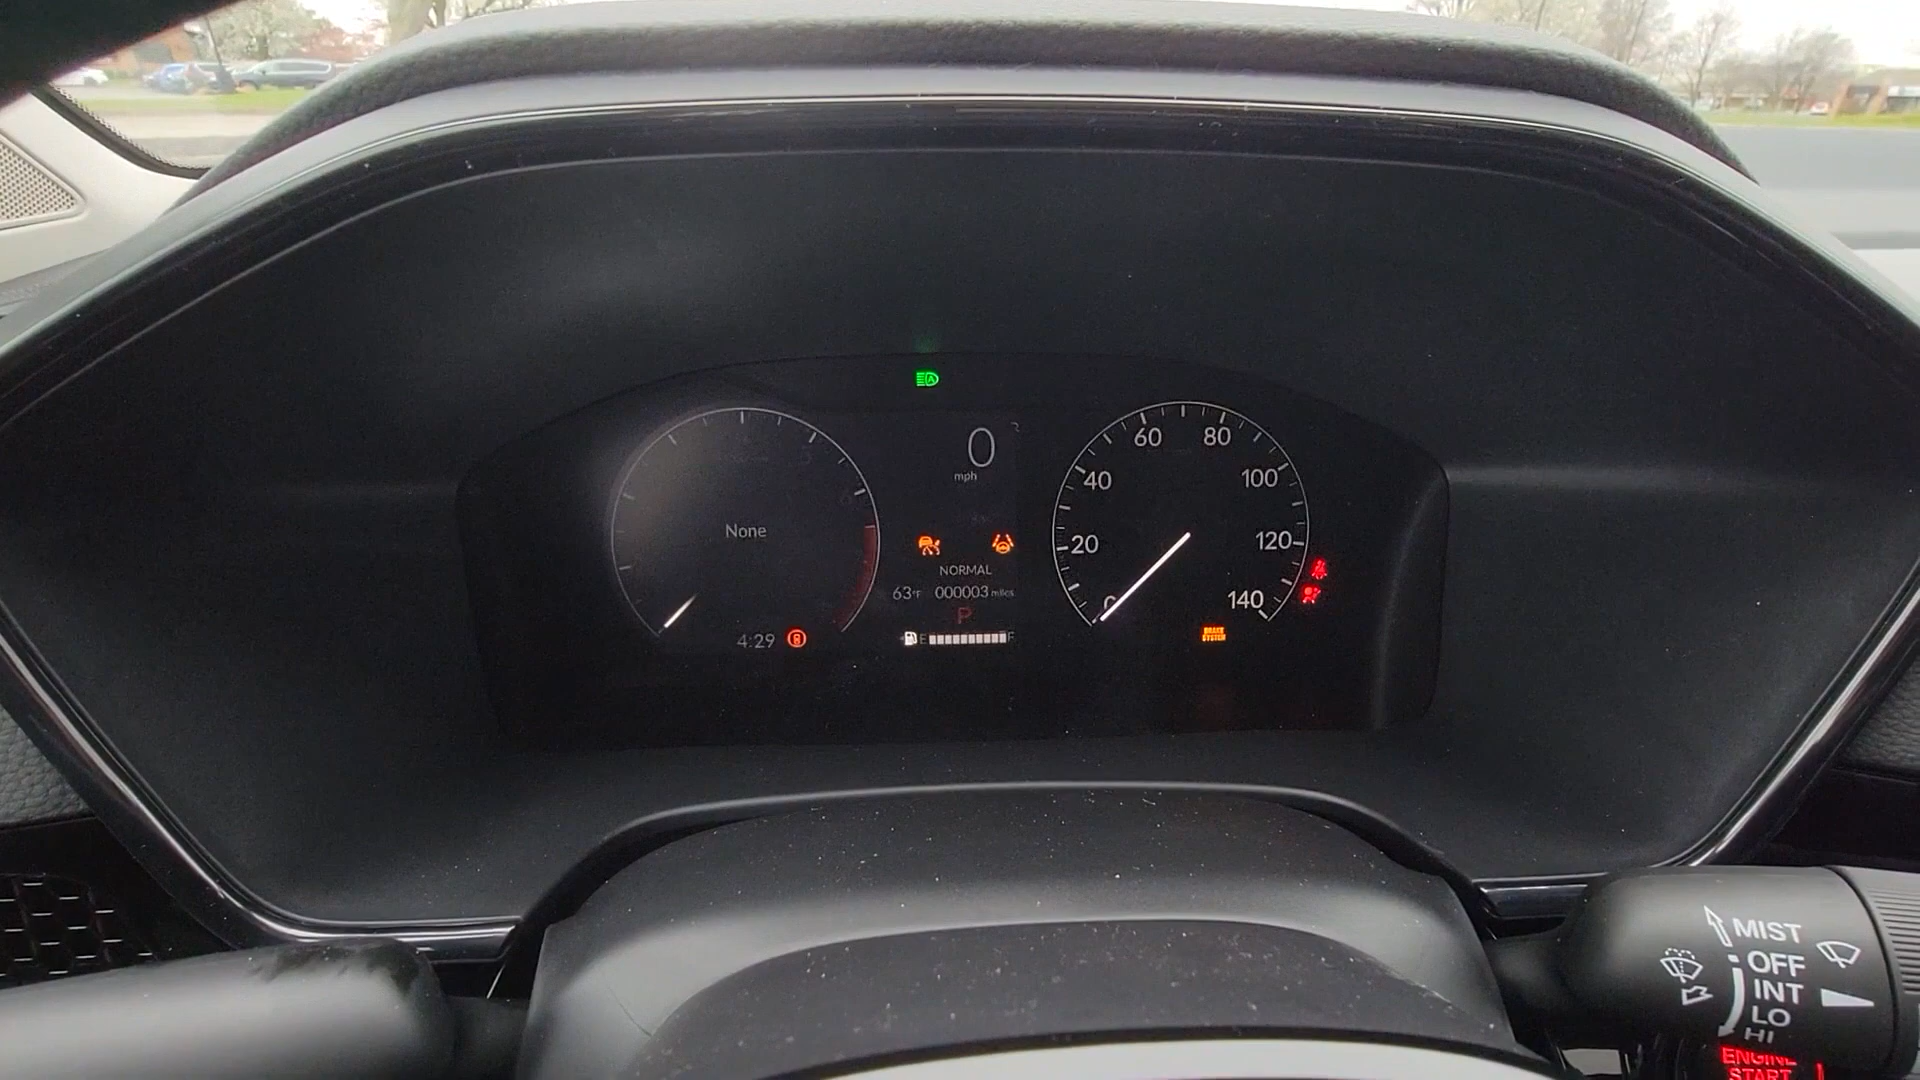 0
mph
None
NORMAL
63°F 000003 miles
P
4:29
E F
0
20
40
60
80
100
120
140
BRAKE
SYSTEM
MIST
OFF
INT
LO
HI
ENGINE
START